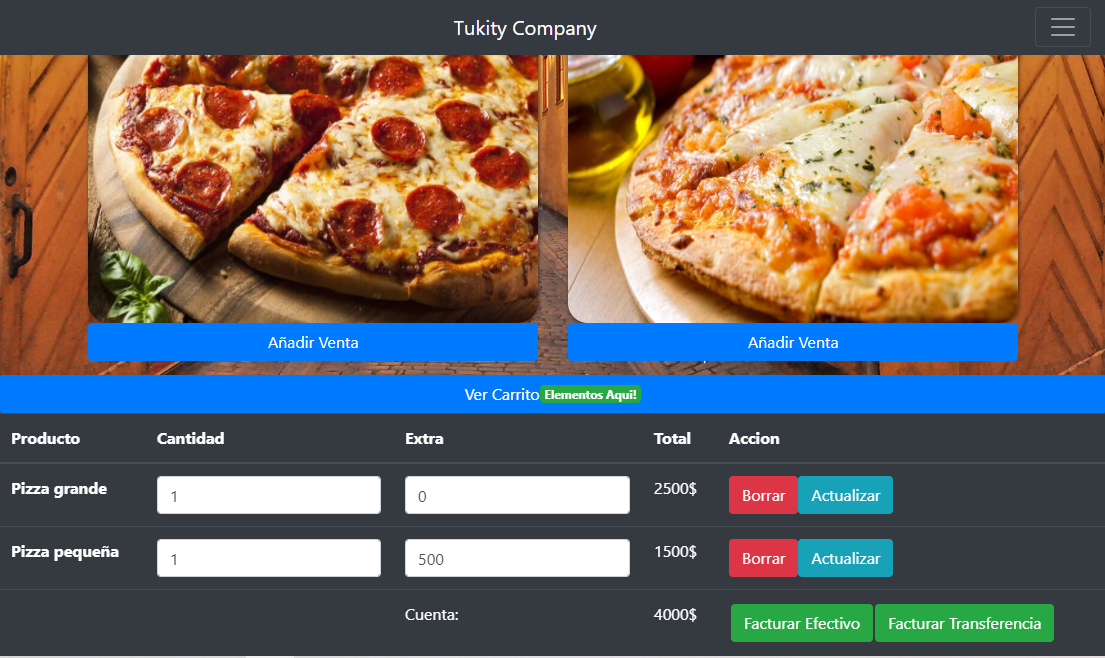 Tukity Company
Añadir Venta
Añadir Venta
Ver Carrito Elementos Aqui!
Producto Cantidad Extra Total Accion
Pizza grande 1 0 2500$ Borrar Actualizar
Pizza pequeña 1 500 1500$ Borrar Actualizar
Cuenta: 4000$ Facturar Efectivo Facturar Transferencia